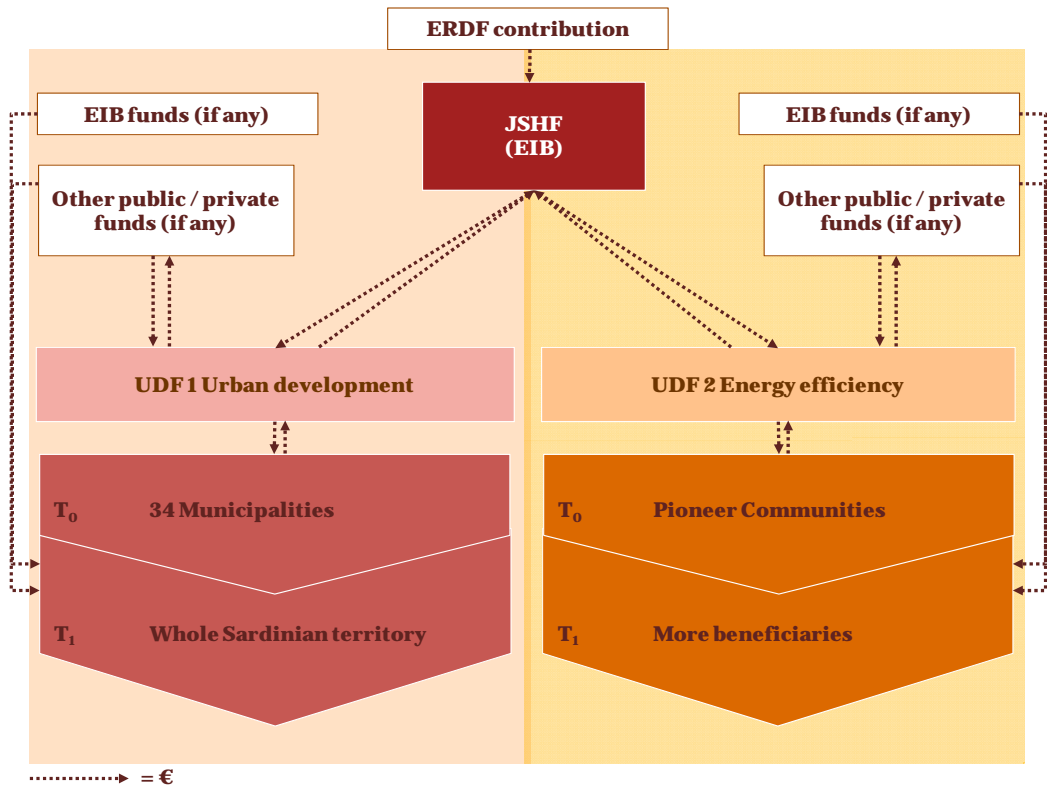 ERDF contribution
EIB funds (if any)
JSHF
(EIB)
EIB funds (if any)
Other public / private
funds (if any)
Other public / private
funds (if any)
UDF 1 Urban development
UDF 2 Energy efficiency
T₀ 34 Municipalities
T₀ Pioneer Communities
T₁ Whole Sardinian territory
T₁ More beneficiaries
= €